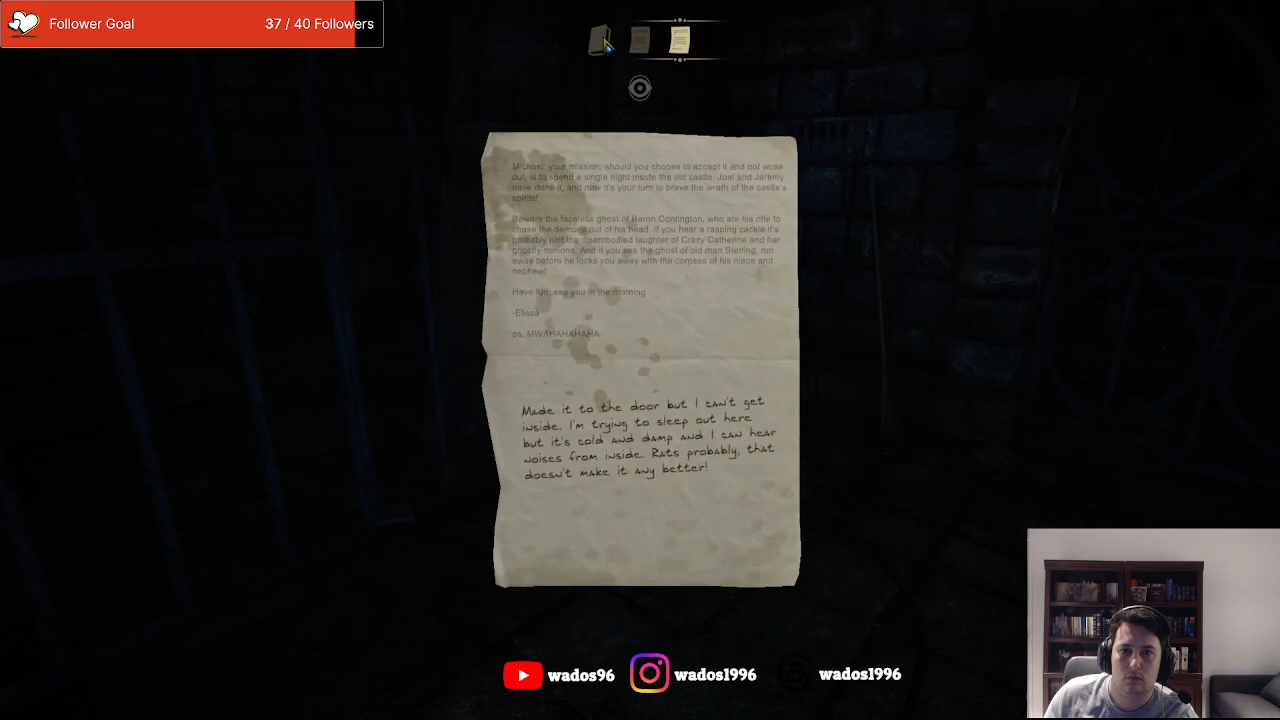 Follower Goal
37 / 40 Followers
Michael: your mission, should you choose to accept it and not wuss
out, is to spend a single night inside the old castle. Joel and Jeremy
have done it, and now it's your turn to brave the wrath of the castle's
spirits!
Beware the faceless ghost of Baron Contington, who ate his rifle to
chase the demons out of his head. If you hear a rasping cackle it's
probably just the disembodied laughter of Crazy Catherine and her
ghostly minions. And if you see the ghost of old man Sterling, run
away before he locks you away with the corpses of his niece and
nephew!
Have fun, see you in the morning
-Elissa
ps. MWAHAHAHAHA
Made it to the door but I can't get
inside. I'm trying to sleep out here
but it's cold and damp and I can hear
noises from inside. Rats probably, that
doesn't make it any better!
wados96
wados1996
wados1996